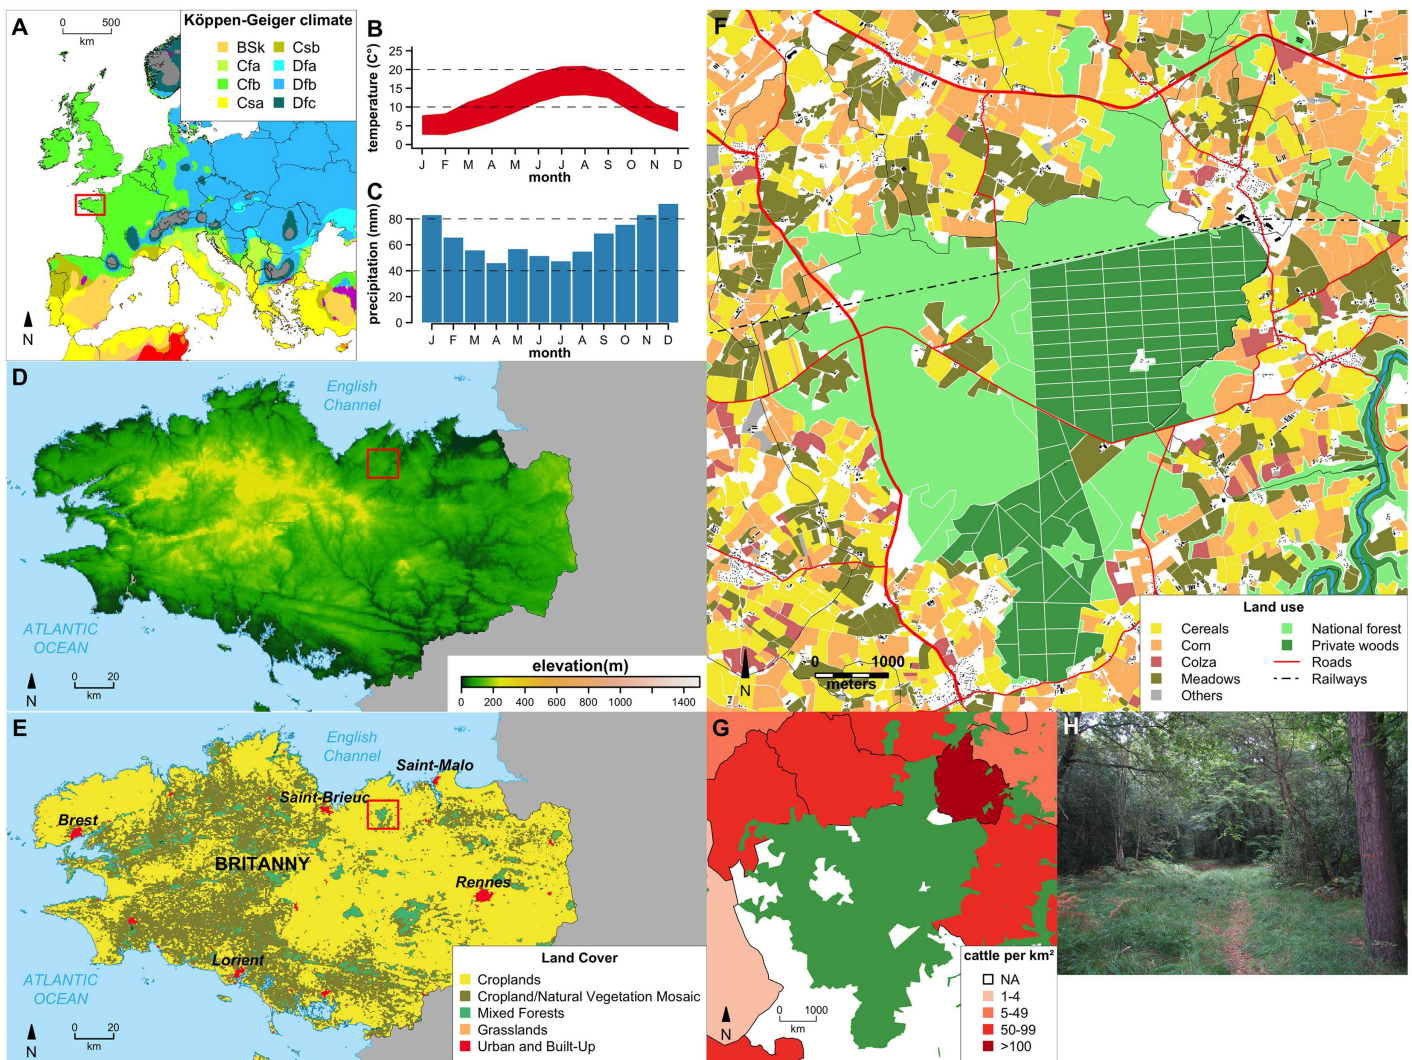 A
0 500
km
Köppen-Geiger climate
BSk Csb
Cfa Dfa
Cfb Dfb
Csa Dfc
N
B
temperature (C°)
25
20
15
10
5
0
J F M A M J J A S O N D
month
C
precipitation (mm)
80
60
40
20
0
J F M A M J J A S O N D
month
D
English
Channel
ATLANTIC
OCEAN
N
0 20
km
elevation(m)
0 200 400 600 800 1000 1400
E
English
Channel
Saint-Malo
Saint-Brieuc
Brest
BRITANNY
Rennes
Lorient
ATLANTIC
OCEAN
N
0 20
km
Land Cover
Croplands
Cropland/Natural Vegetation Mosaic
Mixed Forests
Grasslands
Urban and Built-Up
F
N
0 1000
meters
Land use
Cereals National forest
Corn Private woods
Colza Roads
Meadows Railways
Others
G
N
0 1000
km
cattle per km²
NA
1-4
5-49
50-99
>100
H